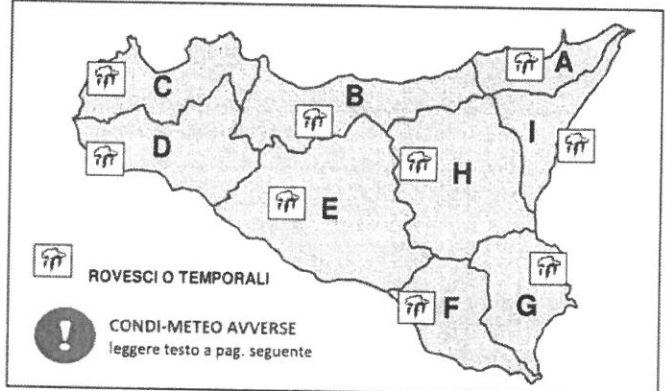 A
C
B
I
D
H
E
ROVESCI O TEMPORALI
F
G
!
CONDI-METEO AVVERSE
leggere testo a pag. seguente